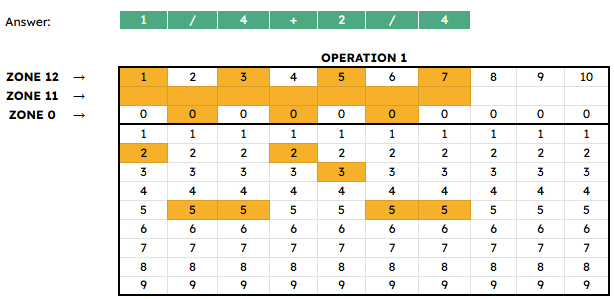 Answer: 1 / 4 + 2 / 4
OPERATION 1
ZONE 12 → 1 2 3 4 5 6 7 8 9 10
ZONE 11 →
ZONE 0 → 0 0 0 0 0 0 0 0 0 0
1 1 1 1 1 1 1 1 1 1
2 2 2 2 2 2 2 2 2 2
3 3 3 3 3 3 3 3 3 3
4 4 4 4 4 4 4 4 4 4
5 5 5 5 5 5 5 5 5 5
6 6 6 6 6 6 6 6 6 6
7 7 7 7 7 7 7 7 7 7
8 8 8 8 8 8 8 8 8 8
9 9 9 9 9 9 9 9 9 9